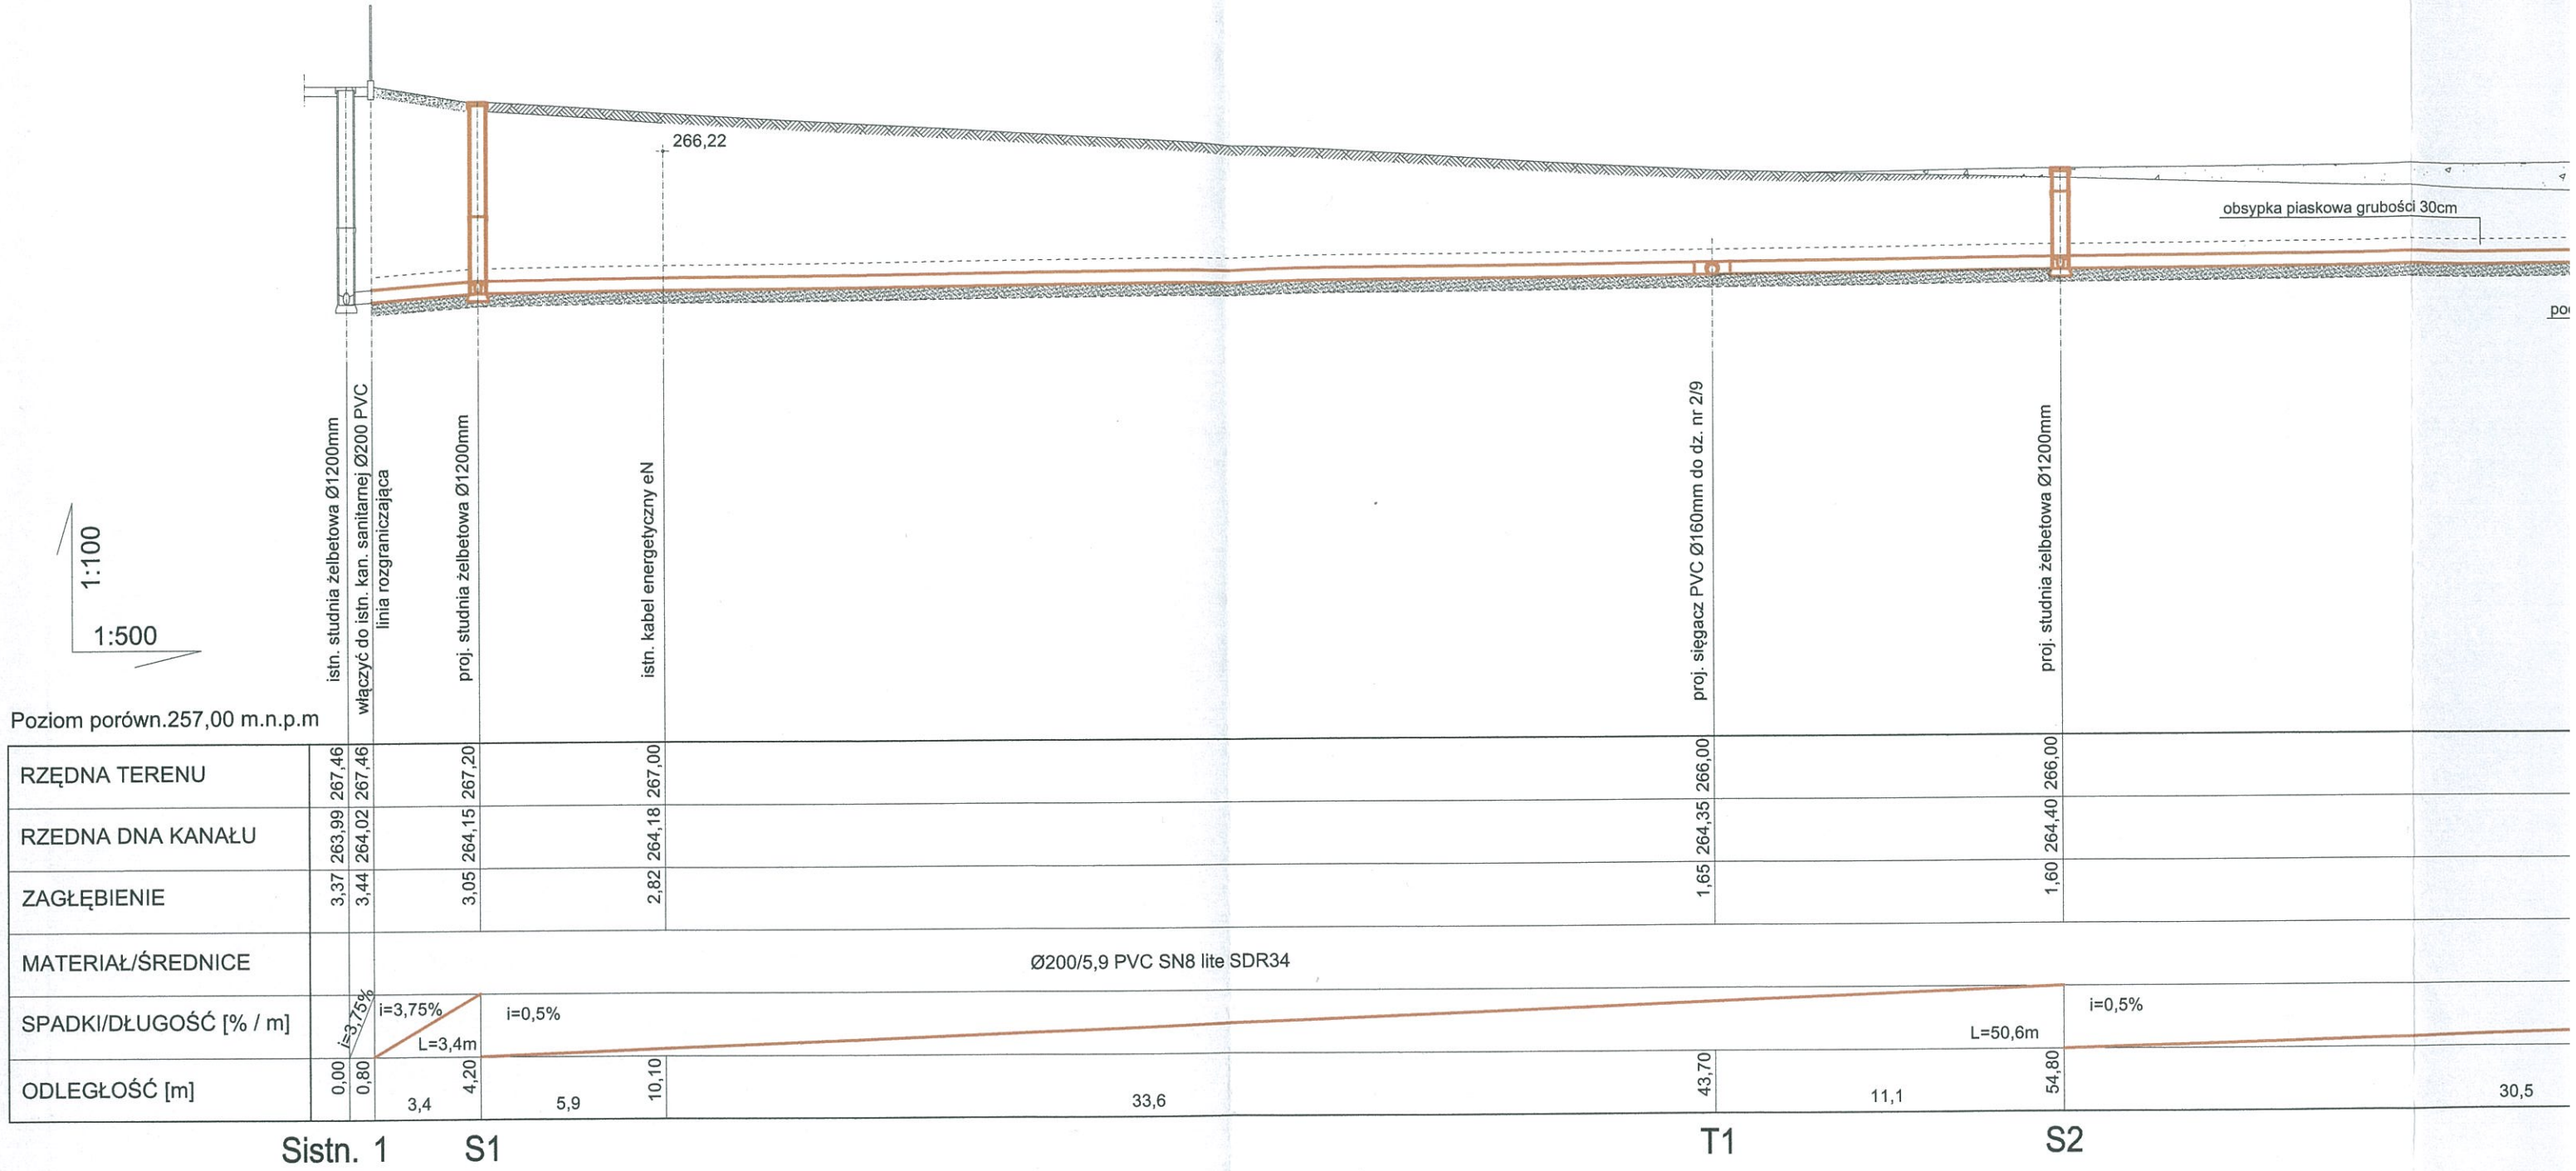 266,22
obsypka piaskowa grubości 30cm
istn. studnia żelbetowa Ø1200mm
włączyć do istn. kan. sanitarnej Ø200 PVC
linia rozgraniczająca
proj. studnia żelbetowa Ø1200mm
istn. kabel energetyczny eN
proj. sięgacz PVC Ø160mm do dz. nr 2/9
proj. studnia żelbetowa Ø1200mm
1:100
1:500
Poziom porówn.257,00 m.n.p.m
RZĘDNA TERENU 267,46 267,46 267,20 267,00 266,00 266,00
RZEDNA DNA KANAŁU 263,99 264,02 264,15 264,18 264,35 264,40
ZAGŁĘBIENIE 3,37 3,44 3,05 2,82 1,65 1,60
MATERIAŁ/ŚREDNICE Ø200/5,9 PVC SN8 lite SDR34
SPADKI/DŁUGOŚĆ [% / m] i=3,75% i=3,75% L=3,4m i=0,5% L=50,6m i=0,5%
ODLEGŁOŚĆ [m] 0,00 0,80 3,4 4,20 5,9 10,10 33,6 43,70 11,1 54,80 30,5
Sistn. 1 S1 T1 S2